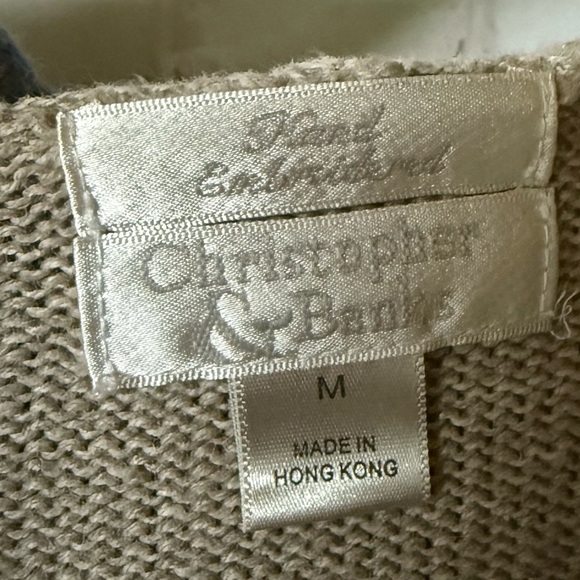 Hand
Embroidered
Christopher
& Banks
M
MADE IN
HONG KONG